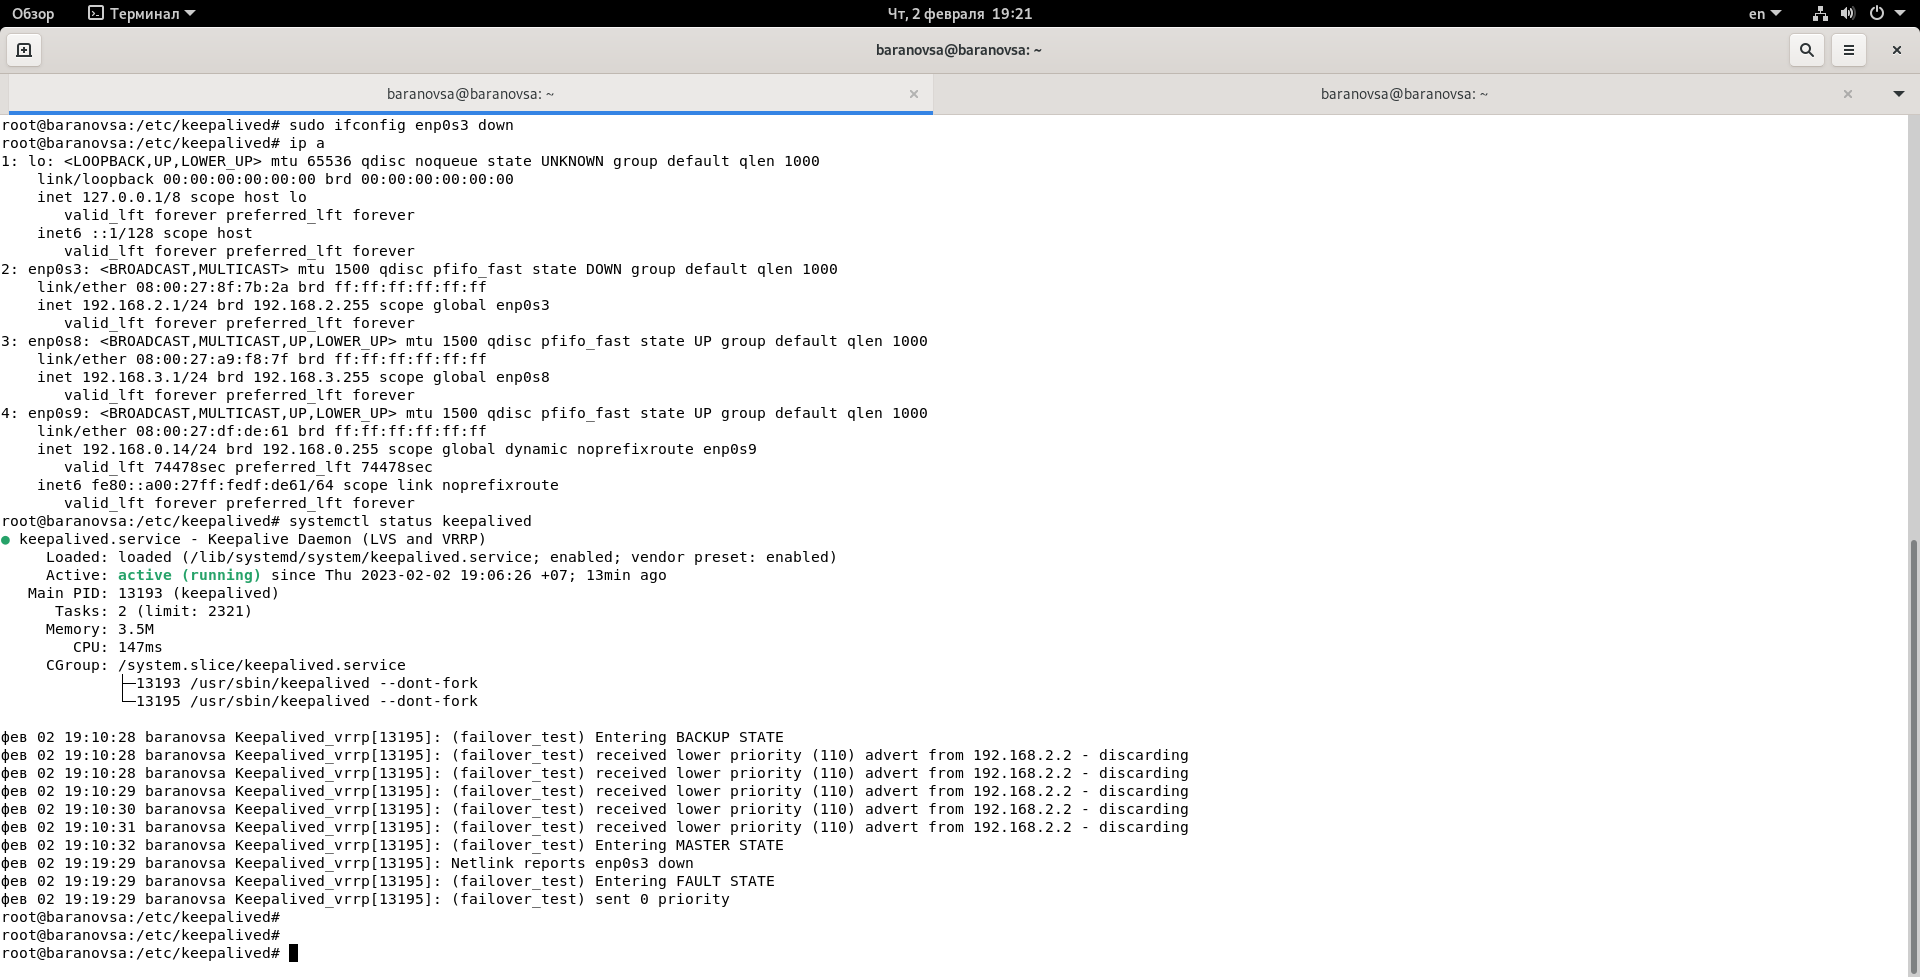 Обзор Терминал Чт, 2 февраля 19:21 en
baranovsa@baranovsa: ~
baranovsa@baranovsa: ~ baranovsa@baranovsa: ~
root@baranovsa:/etc/keepalived# sudo ifconfig enp0s3 down
root@baranovsa:/etc/keepalived# ip a
1: lo: <LOOPBACK,UP,LOWER_UP> mtu 65536 qdisc noqueue state UNKNOWN group default qlen 1000
    link/loopback 00:00:00:00:00:00 brd 00:00:00:00:00:00
    inet 127.0.0.1/8 scope host lo
       valid_lft forever preferred_lft forever
    inet6 ::1/128 scope host
       valid_lft forever preferred_lft forever
2: enp0s3: <BROADCAST,MULTICAST> mtu 1500 qdisc pfifo_fast state DOWN group default qlen 1000
    link/ether 08:00:27:8f:7b:2a brd ff:ff:ff:ff:ff:ff
    inet 192.168.2.1/24 brd 192.168.2.255 scope global enp0s3
       valid_lft forever preferred_lft forever
3: enp0s8: <BROADCAST,MULTICAST,UP,LOWER_UP> mtu 1500 qdisc pfifo_fast state UP group default qlen 1000
    link/ether 08:00:27:a9:f8:7f brd ff:ff:ff:ff:ff:ff
    inet 192.168.3.1/24 brd 192.168.3.255 scope global enp0s8
       valid_lft forever preferred_lft forever
4: enp0s9: <BROADCAST,MULTICAST,UP,LOWER_UP> mtu 1500 qdisc pfifo_fast state UP group default qlen 1000
    link/ether 08:00:27:df:de:61 brd ff:ff:ff:ff:ff:ff
    inet 192.168.0.14/24 brd 192.168.0.255 scope global dynamic noprefixroute enp0s9
       valid_lft 74478sec preferred_lft 74478sec
    inet6 fe80::a00:27ff:fedf:de61/64 scope link noprefixroute
       valid_lft forever preferred_lft forever
root@baranovsa:/etc/keepalived# systemctl status keepalived
● keepalived.service - Keepalive Daemon (LVS and VRRP)
     Loaded: loaded (/lib/systemd/system/keepalived.service; enabled; vendor preset: enabled)
     Active: active (running) since Thu 2023-02-02 19:06:26 +07; 13min ago
   Main PID: 13193 (keepalived)
      Tasks: 2 (limit: 2321)
     Memory: 3.5M
        CPU: 147ms
     CGroup: /system.slice/keepalived.service
             ├─13193 /usr/sbin/keepalived --dont-fork
             └─13195 /usr/sbin/keepalived --dont-fork
фев 02 19:10:28 baranovsa Keepalived_vrrp[13195]: (failover_test) Entering BACKUP STATE
фев 02 19:10:28 baranovsa Keepalived_vrrp[13195]: (failover_test) received lower priority (110) advert from 192.168.2.2 - discarding
фев 02 19:10:28 baranovsa Keepalived_vrrp[13195]: (failover_test) received lower priority (110) advert from 192.168.2.2 - discarding
фев 02 19:10:29 baranovsa Keepalived_vrrp[13195]: (failover_test) received lower priority (110) advert from 192.168.2.2 - discarding
фев 02 19:10:30 baranovsa Keepalived_vrrp[13195]: (failover_test) received lower priority (110) advert from 192.168.2.2 - discarding
фев 02 19:10:31 baranovsa Keepalived_vrrp[13195]: (failover_test) received lower priority (110) advert from 192.168.2.2 - discarding
фев 02 19:10:32 baranovsa Keepalived_vrrp[13195]: (failover_test) Entering MASTER STATE
фев 02 19:19:29 baranovsa Keepalived_vrrp[13195]: Netlink reports enp0s3 down
фев 02 19:19:29 baranovsa Keepalived_vrrp[13195]: (failover_test) Entering FAULT STATE
фев 02 19:19:29 baranovsa Keepalived_vrrp[13195]: (failover_test) sent 0 priority
root@baranovsa:/etc/keepalived#
root@baranovsa:/etc/keepalived#
root@baranovsa:/etc/keepalived#